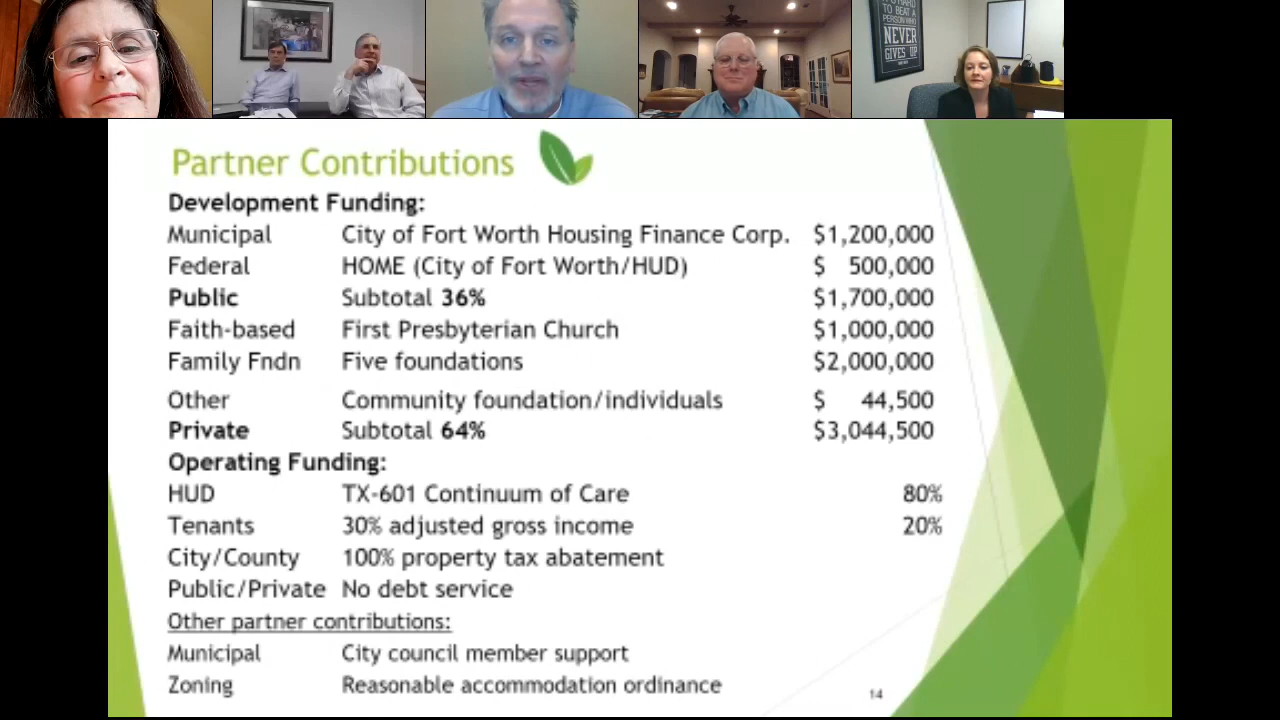 TO BEAT A
PERSON WHO
NEVER
GIVES UP
Partner Contributions
Development Funding:
Municipal City of Fort Worth Housing Finance Corp. $1,200,000
Federal HOME (City of Fort Worth/HUD) $ 500,000
Public Subtotal 36% $1,700,000
Faith-based First Presbyterian Church $1,000,000
Family Fndn Five foundations $2,000,000
Other Community foundation/individuals $ 44,500
Private Subtotal 64% $3,044,500
Operating Funding:
HUD TX-601 Continuum of Care 80%
Tenants 30% adjusted gross income 20%
City/County 100% property tax abatement
Public/Private No debt service
Other partner contributions:
Municipal City council member support
Zoning Reasonable accommodation ordinance
14